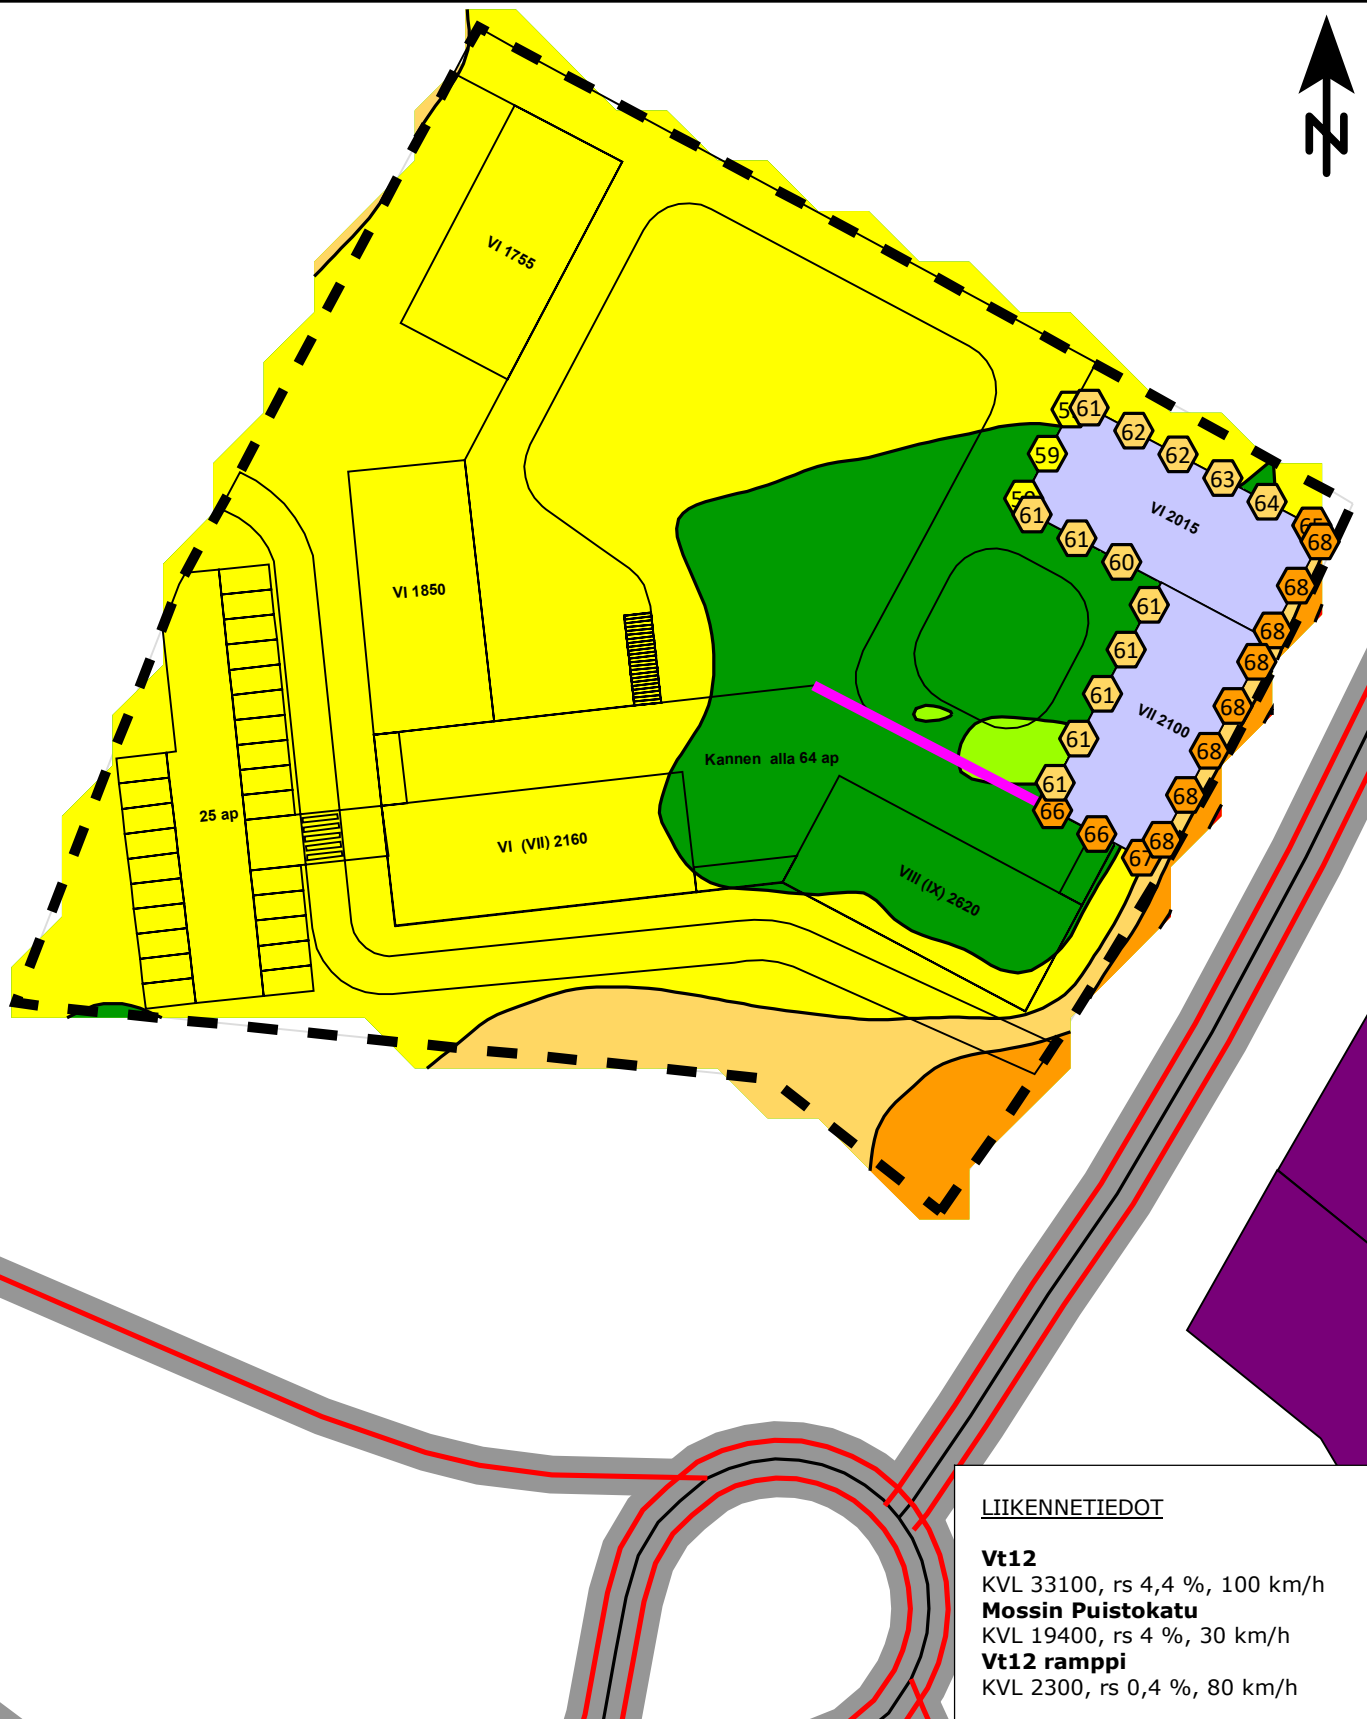 N
VI 1755
5
61
62
59
62
63
64
61
VI 2015
65
68
61
60
68
VI 1850
61
68
61
68
61
68
VII 2100
61
68
Kannen alla 64 ap
61
68
66
25 ap
66
68
VI (VII) 2160
67
VIII (IX) 2620
LIIKENNETIEDOT
Vt12
KVL 33100, rs 4,4 %, 100 km/h
Mossin Puistokatu
KVL 19400, rs 4 %, 30 km/h
Vt12 ramppi
KVL 2300, rs 0,4 %, 80 km/h